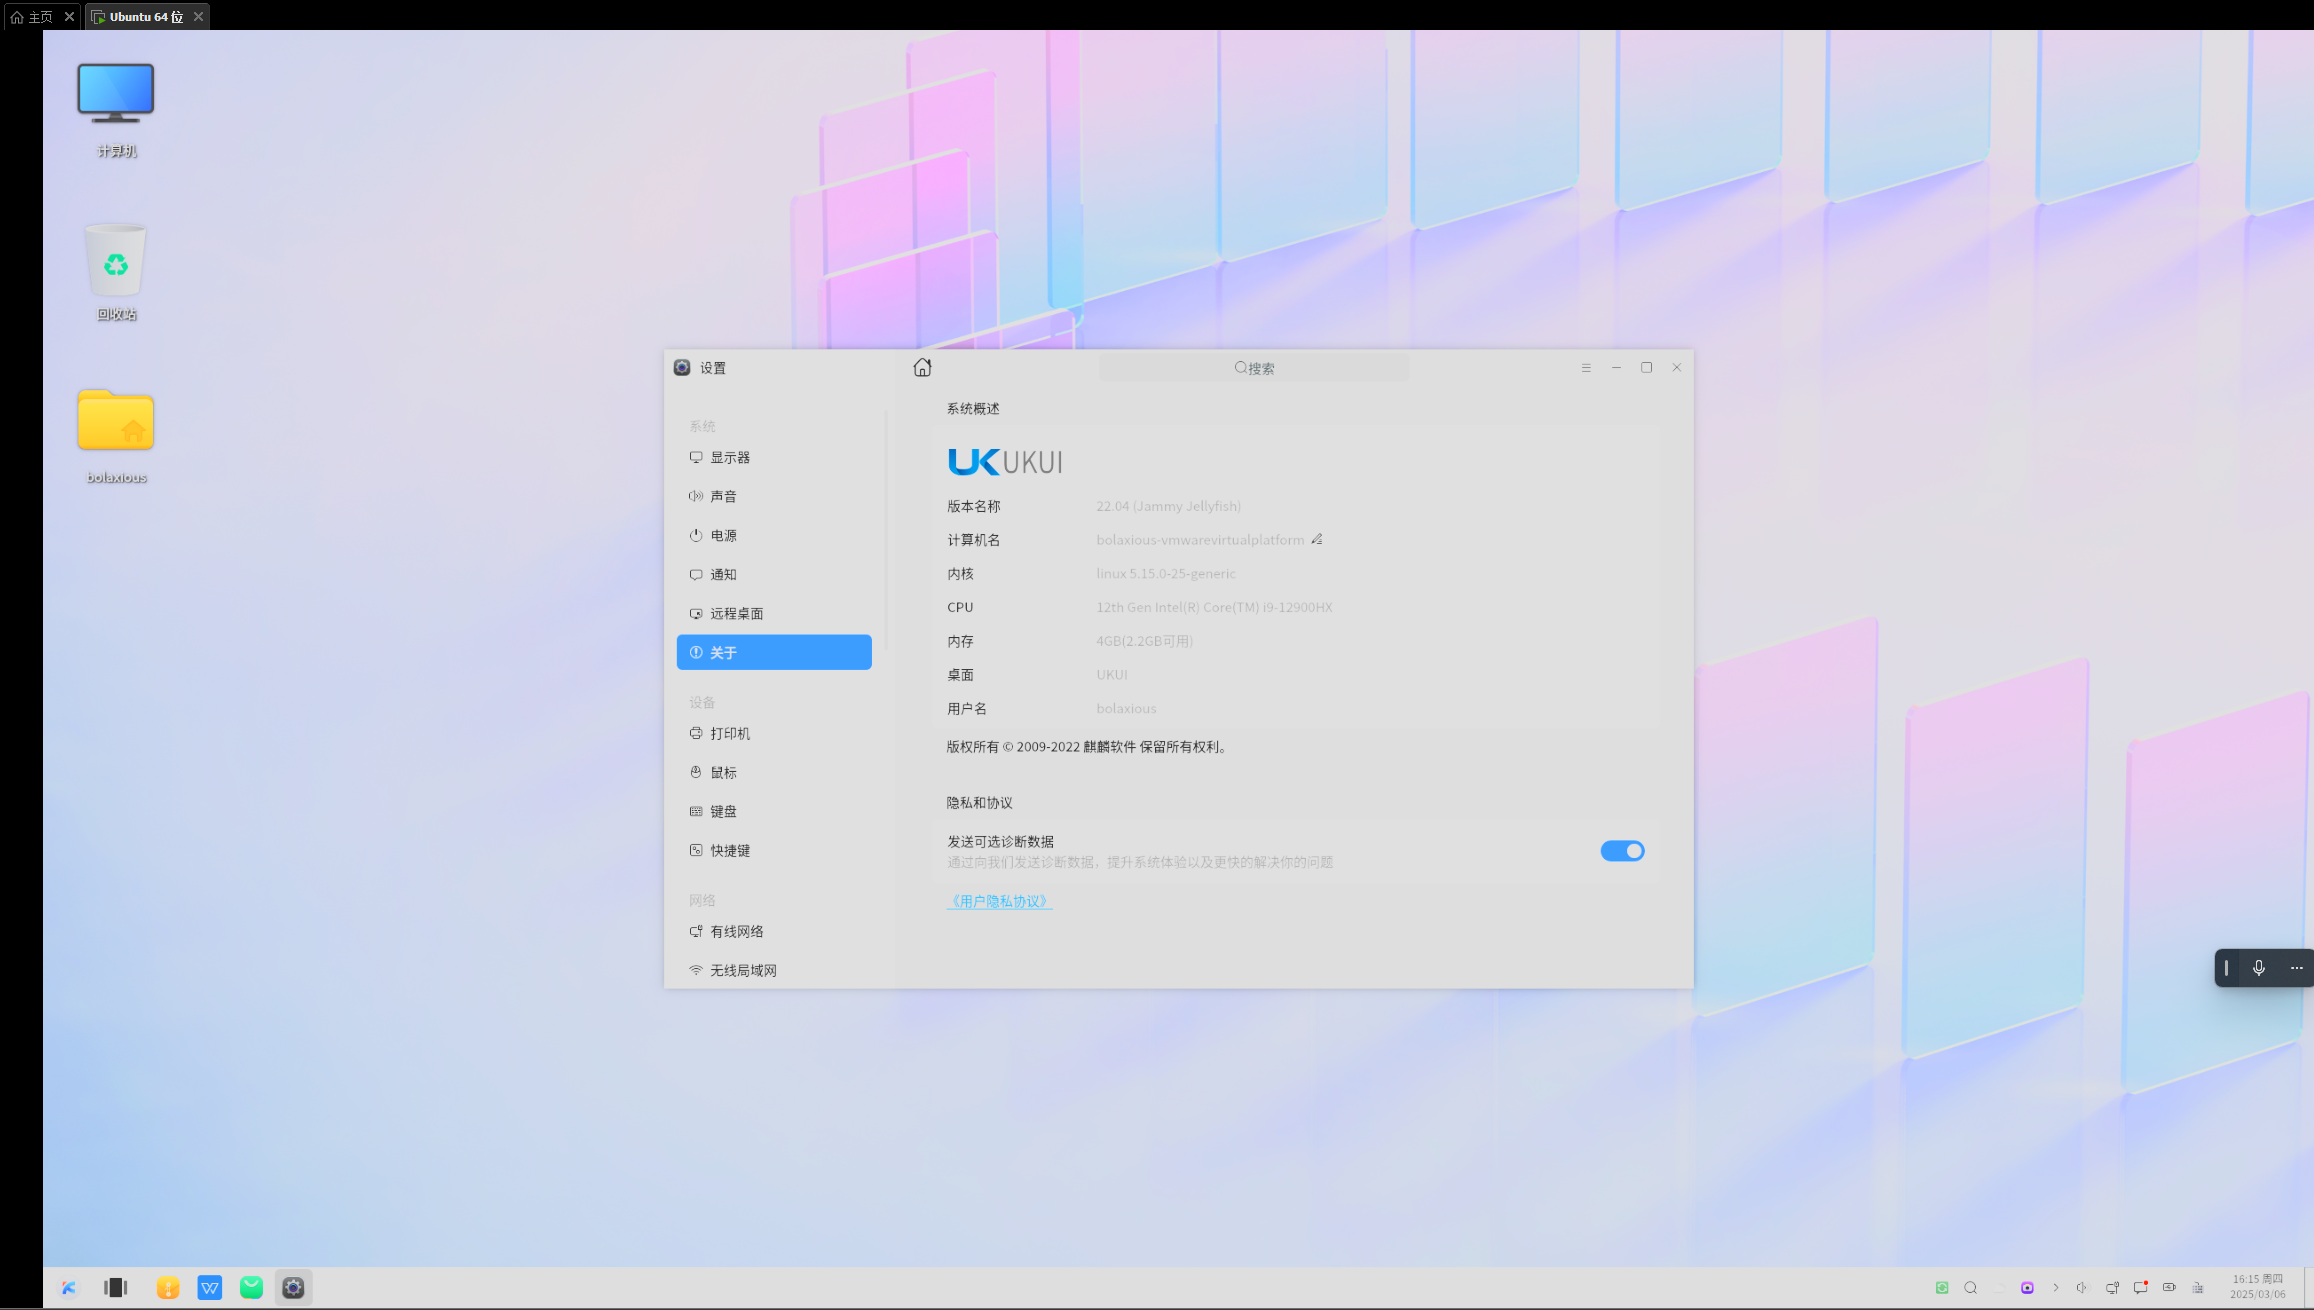 主页
Ubuntu 64 位
计算机
回收站
bolaxious
设置
搜索
系统
显示器
声音
电源
通知
远程桌面
关于
设备
打印机
鼠标
键盘
快捷键
网络
有线网络
无线局域网
系统概述
UK UKUI
版本名称 22.04 (Jammy Jellyfish)
计算机名 bolaxious-vmwarevirtualplatform
内核 linux 5.15.0-25-generic
CPU 12th Gen Intel(R) Core(TM) i9-12900HX
内存 4GB(2.2GB可用)
桌面 UKUI
用户名 bolaxious
版权所有 © 2009-2022 麒麟软件 保留所有权利。
隐私和协议
发送可选诊断数据
通过向我们发送诊断数据，提升系统体验以及更快的解决你的问题
《用户隐私协议》
16:15 周四
2025/03/06